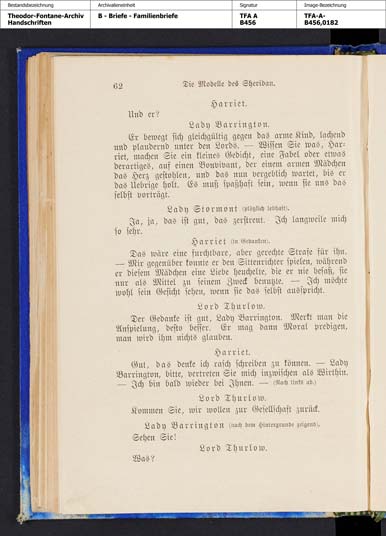 Bestandsbezeichnung
Theodor-Fontane-Archiv
Handschriften
Archivalieneinheit
B - Briefe - Familienbriefe
Signatur
TFA A
B456
Image-Bezeichnung
TFA-A-
B456,0182
62 Die Modelle des Sheridan.
Harriet.
Und er?
Lady Barrington.
Er bewegt sich gleichgültig gegen das arme Kind, lachend
und plaudernd unter den Lords. — Wissen Sie was, Har-
riet, machen Sie ein kleines Gedicht, eine Fabel oder etwas
derartiges, auf einen Bonvivant, der einem armen Mädchen
das Herz gestohlen, und das nun vergeblich wartet, bis er
das Uebrige holt. Es muß spaßhaft sein, wenn sie uns das
selbst vorträgt.
Lady Stormont (plötzlich lebhaft).
Ja, ja, das ist gut, das zerstreut. Ich langweile mich
so sehr.
Harriet (in Gedanken).
Das wäre eine furchtbare, aber gerechte Strafe für ihn.
— Mir gegenüber konnte er den Sittenrichter spielen, während
er diesem Mädchen eine Liebe heuchelte, die er nie besaß, sie
nur als Mittel zu seinem Zweck benutzte. — Ich möchte
wohl sein Gesicht sehen, wenn sie das selbst ausspricht.
Lord Thurlow.
Der Gedanke ist gut, Lady Barrington. Merkt man die
Anspielung, desto besser. Er mag dann Moral predigen,
man wird ihm nichts glauben.
Harriet.
Gut, das denke ich rasch schreiben zu können. — Lady
Barrington, bitte, vertreten Sie mich inzwischen als Wirthin.
— Ich bin bald wieder bei Ihnen. — (Nach links ab.)
Lord Thurlow.
Kommen Sie, wir wollen zur Gesellschaft zurück.
Lady Barrington (nach dem Hintergrunde zeigend).
Sehen Sie!
Lord Thurlow.
Was?